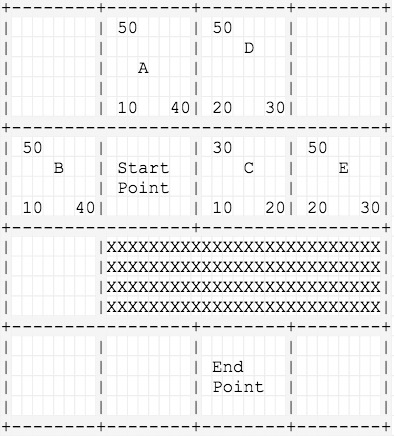 +--------+--------+--------+--------+
|        | 50     | 50     |        |
|        |        |    D   |        |
|        |   A    |        |        |
|        |        |        |        |
|        | 10   40| 20   30|        |
+--------+--------+--------+--------+
| 50     |        | 30     | 50     |
|    B   | Start  |    C   |    E   |
|        | Point  |        |        |
| 10   40|        | 10   20| 20   30|
+--------+--------+--------+--------+
|        |XXXXXXXXXXXXXXXXXXXXXXXXXX|
|        |XXXXXXXXXXXXXXXXXXXXXXXXXX|
|        |XXXXXXXXXXXXXXXXXXXXXXXXXX|
|        |XXXXXXXXXXXXXXXXXXXXXXXXXX|
+--------+--------+--------+--------+
|        |        |        |        |
|        |        | End    |        |
|        |        | Point  |        |
|        |        |        |        |
+--------+--------+--------+--------+